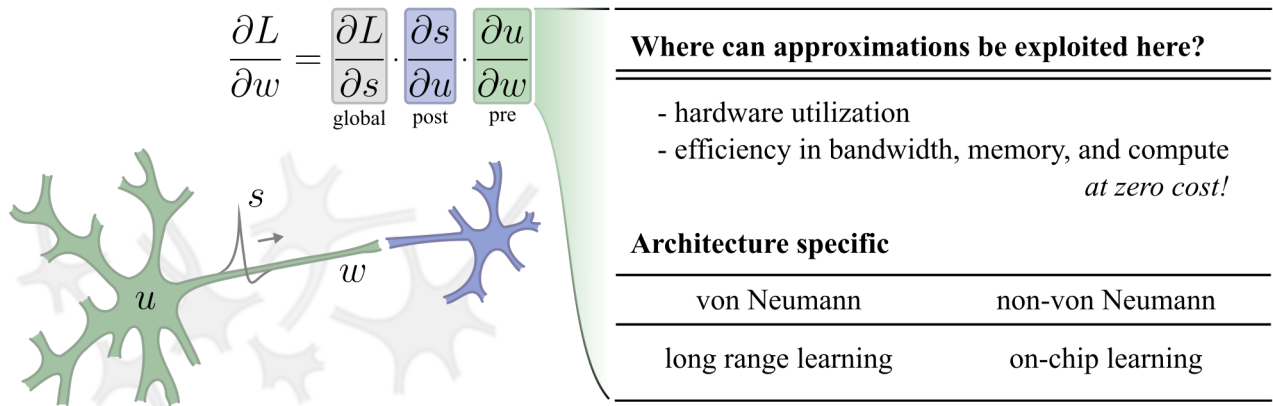 ∂L/∂w = ∂L/∂s · ∂s/∂u · ∂u/∂w
global post pre
s
w
u
Where can approximations be exploited here?
- hardware utilization
- efficiency in bandwidth, memory, and compute
at zero cost!
Architecture specific
von Neumann non-von Neumann
long range learning on-chip learning